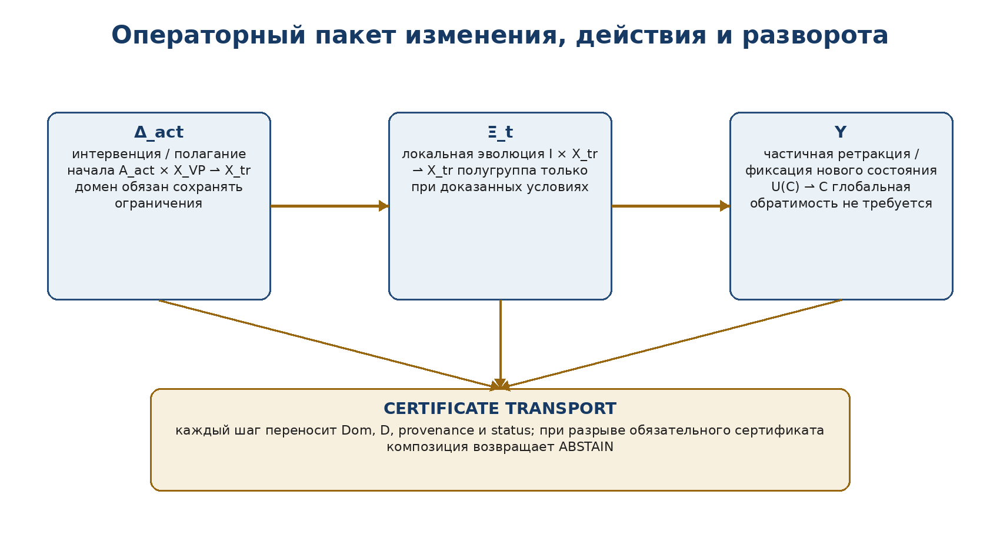 Операторный пакет изменения, действия и разворота
Δ_act
интервенция / полагание
начала A_act × X_VP ⇀ X_tr
домен обязан сохранять
ограничения
Ξ_t
локальная эволюция I × X_tr
⇀ X_tr полугруппа только
при доказанных условиях
Υ
частичная ретракция /
фиксация нового состояния
U(C) ⇀ C глобальная
обратимость не требуется
CERTIFICATE TRANSPORT
каждый шаг переносит Dom, D, provenance и status; при разрыве обязательного сертификата
композиция возвращает ABSTAIN